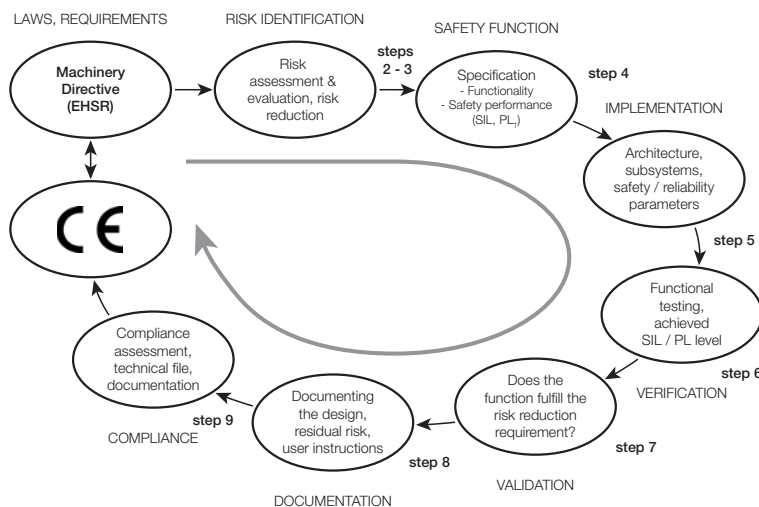 LAWS, REQUIREMENTS
RISK IDENTIFICATION
SAFETY FUNCTION
Machinery
Directive
(EHSR)
Risk
assessment &
evaluation, risk
reduction
steps
2 - 3
Specification
- Functionality
- Safety performance
(SIL, PLr)
step 4
IMPLEMENTATION
Architecture,
subsystems,
safety / reliability
parameters
step 5
Functional
testing,
achieved
SIL / PL level
step 6
VERIFICATION
Does the
function fulfill the
risk reduction
requirement?
step 7
VALIDATION
Documenting
the design,
residual risk,
user instructions
step 8
DOCUMENTATION
Compliance
assessment,
technical file,
documentation
step 9
COMPLIANCE
CE